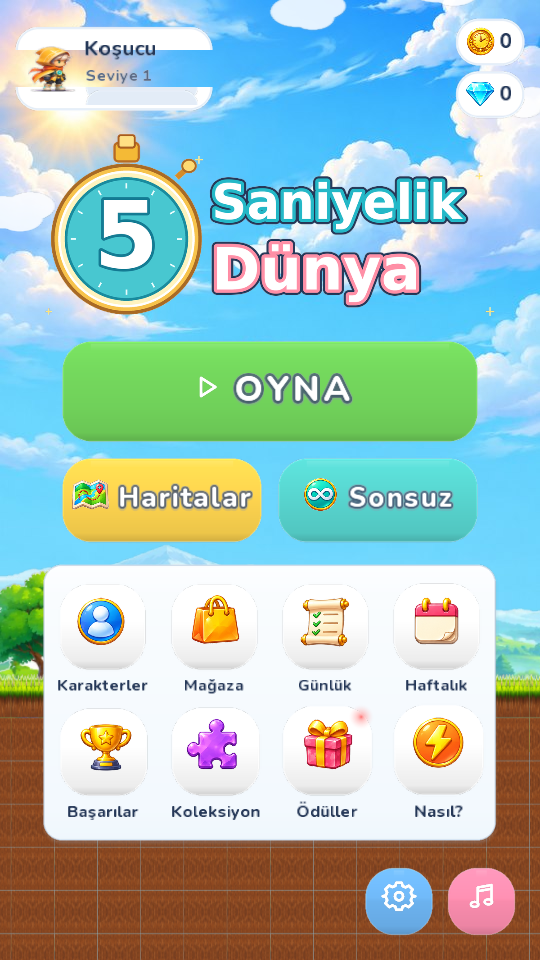 Koşucu
Seviye 1
0
0
5
Saniyelik
Dünya
OYNA
Haritalar
Sonsuz
Karakterler
Mağaza
Günlük
Haftalık
Başarılar
Koleksiyon
Ödüller
Nasıl?